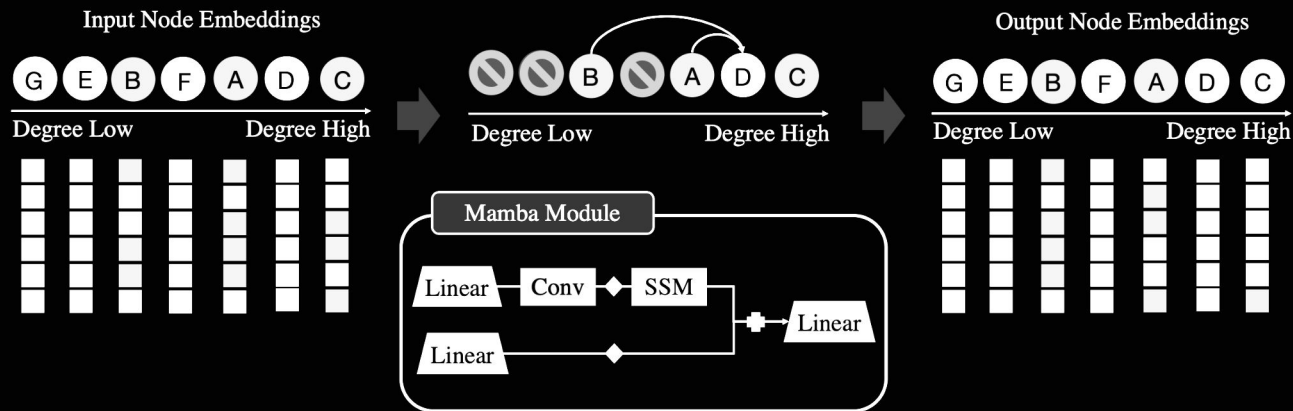 Input Node Embeddings
G E B F A D C
Degree Low Degree High
B A D C
Degree Low Degree High
Output Node Embeddings
G E B F A D C
Degree Low Degree High
Mamba Module
Linear Conv SSM
Linear
Linear